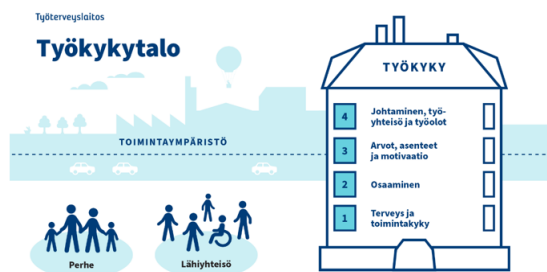 Työterveyslaitos
Työkykytalo
TYÖKYKY
4
Johtaminen, työ-
yhteisö ja työolot
3
Arvot, asenteet
ja motivaatio
2
Osaaminen
1
Terveys ja
toimintakyky
TOIMINTAYMPÄRISTÖ
Perhe
Lähiyhteisö